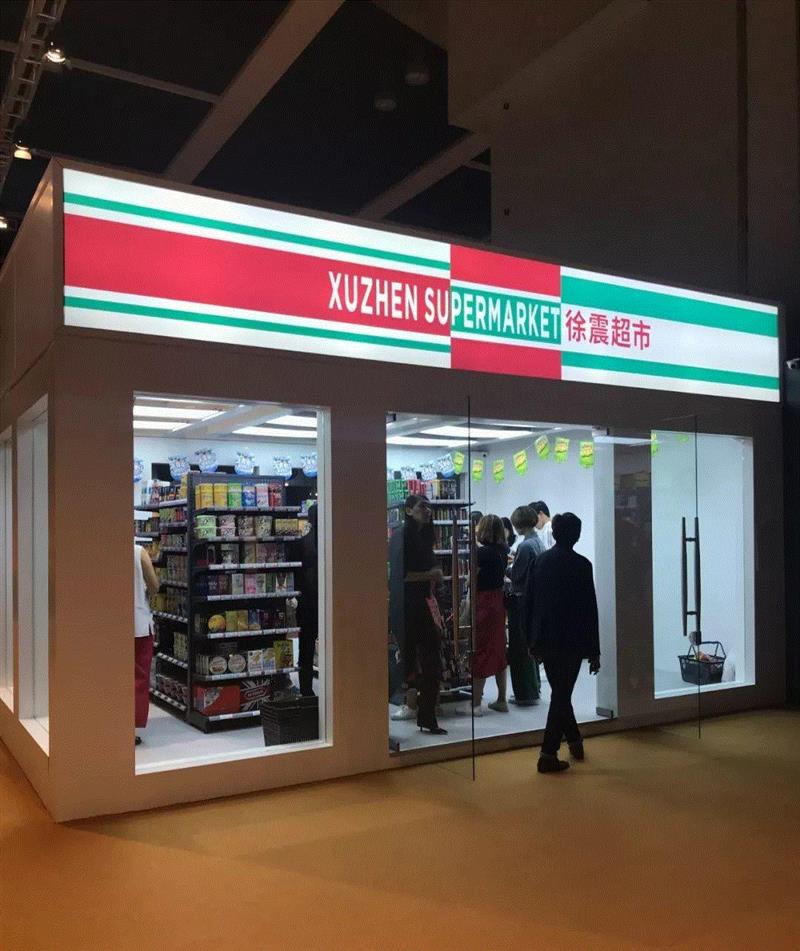 XUZHEN SUPERMARKET 徐震超市